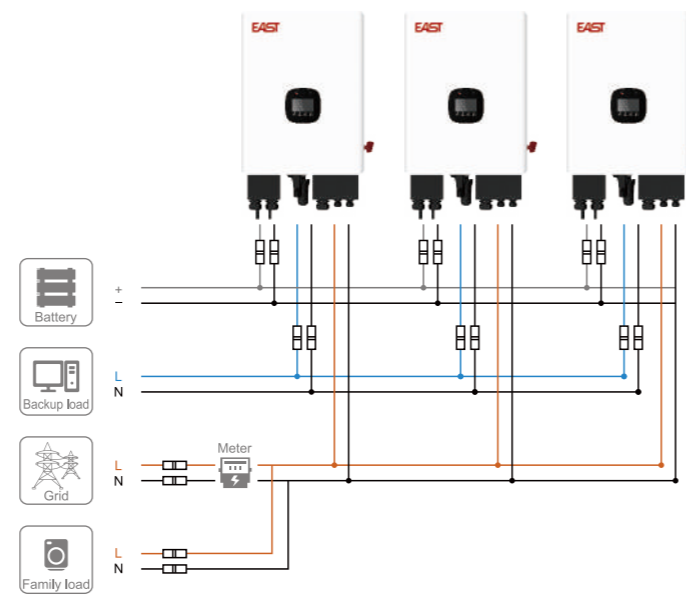 EAST EAST EAST
+
Battery
−
L
Backup load
N
Meter
L
Grid
N
L
Family load
N